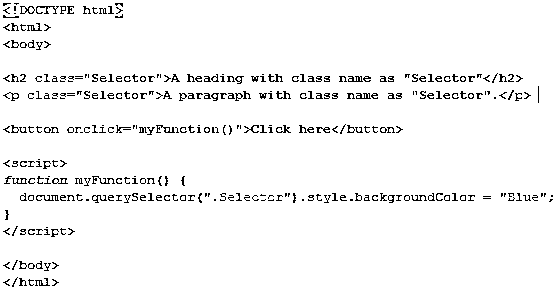 <!DOCTYPE html>
<html>
<body>
<h2 class="Selector">A heading with class name as "Selector"</h2>
<p class="Selector">A paragraph with class name as "Selector".</p>
<button onclick="myFunction()">Click here</button>
<script>
function myFunction() {
document.querySelector(".Selector").style.backgroundColor = "Blue";
}
</script>
</body>
</html>